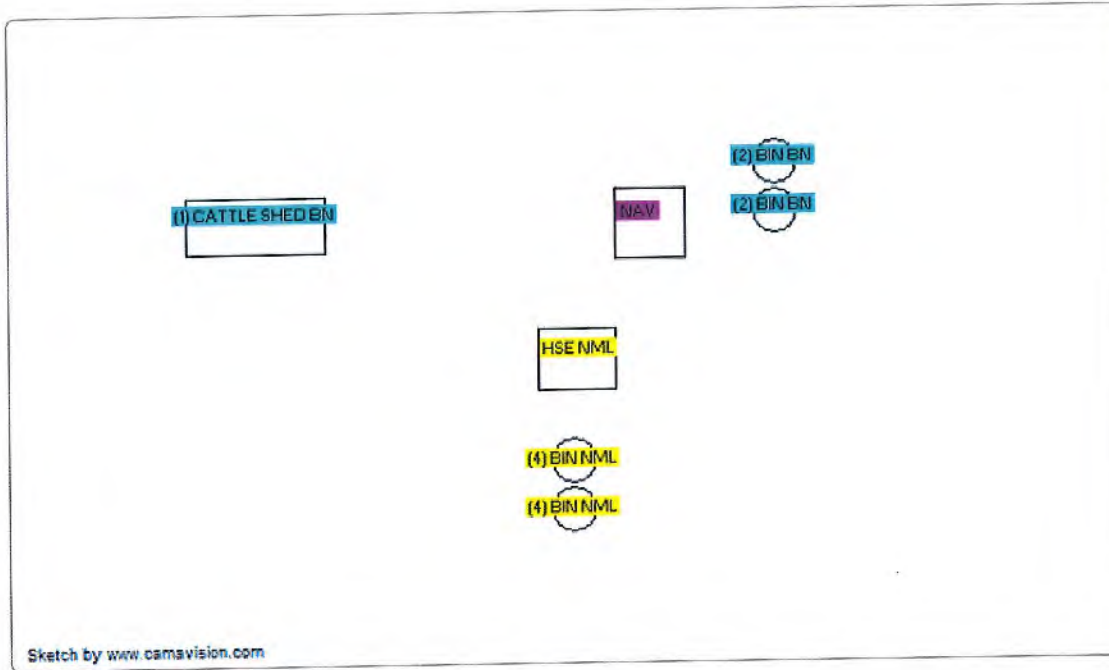 (2) BIN BN
(1) CATTLE SHED BN
NAV
(2) BIN BN
HSE NML
(4) BIN NML
(4) BIN NML
Sketch by www.camavision.com